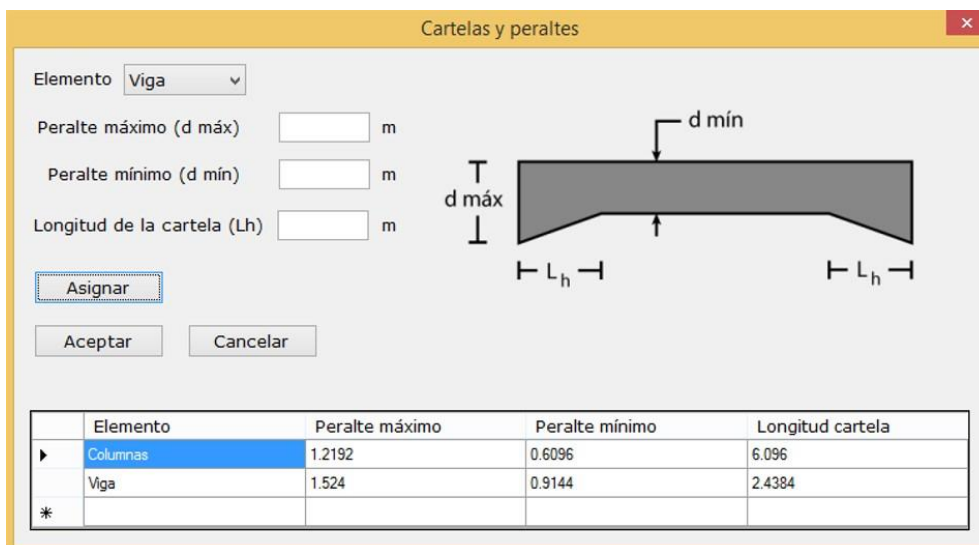 Cartelas y peraltes
Elemento Viga
Peralte máximo (d máx) m
Peralte mínimo (d mín) m
Longitud de la cartela (Lh) m
d mín
d máx
Lh Lh
Asignar
Aceptar Cancelar
Elemento Peralte máximo Peralte mínimo Longitud cartela
Columnas 1.2192 0.6096 6.096
Viga 1.524 0.9144 2.4384